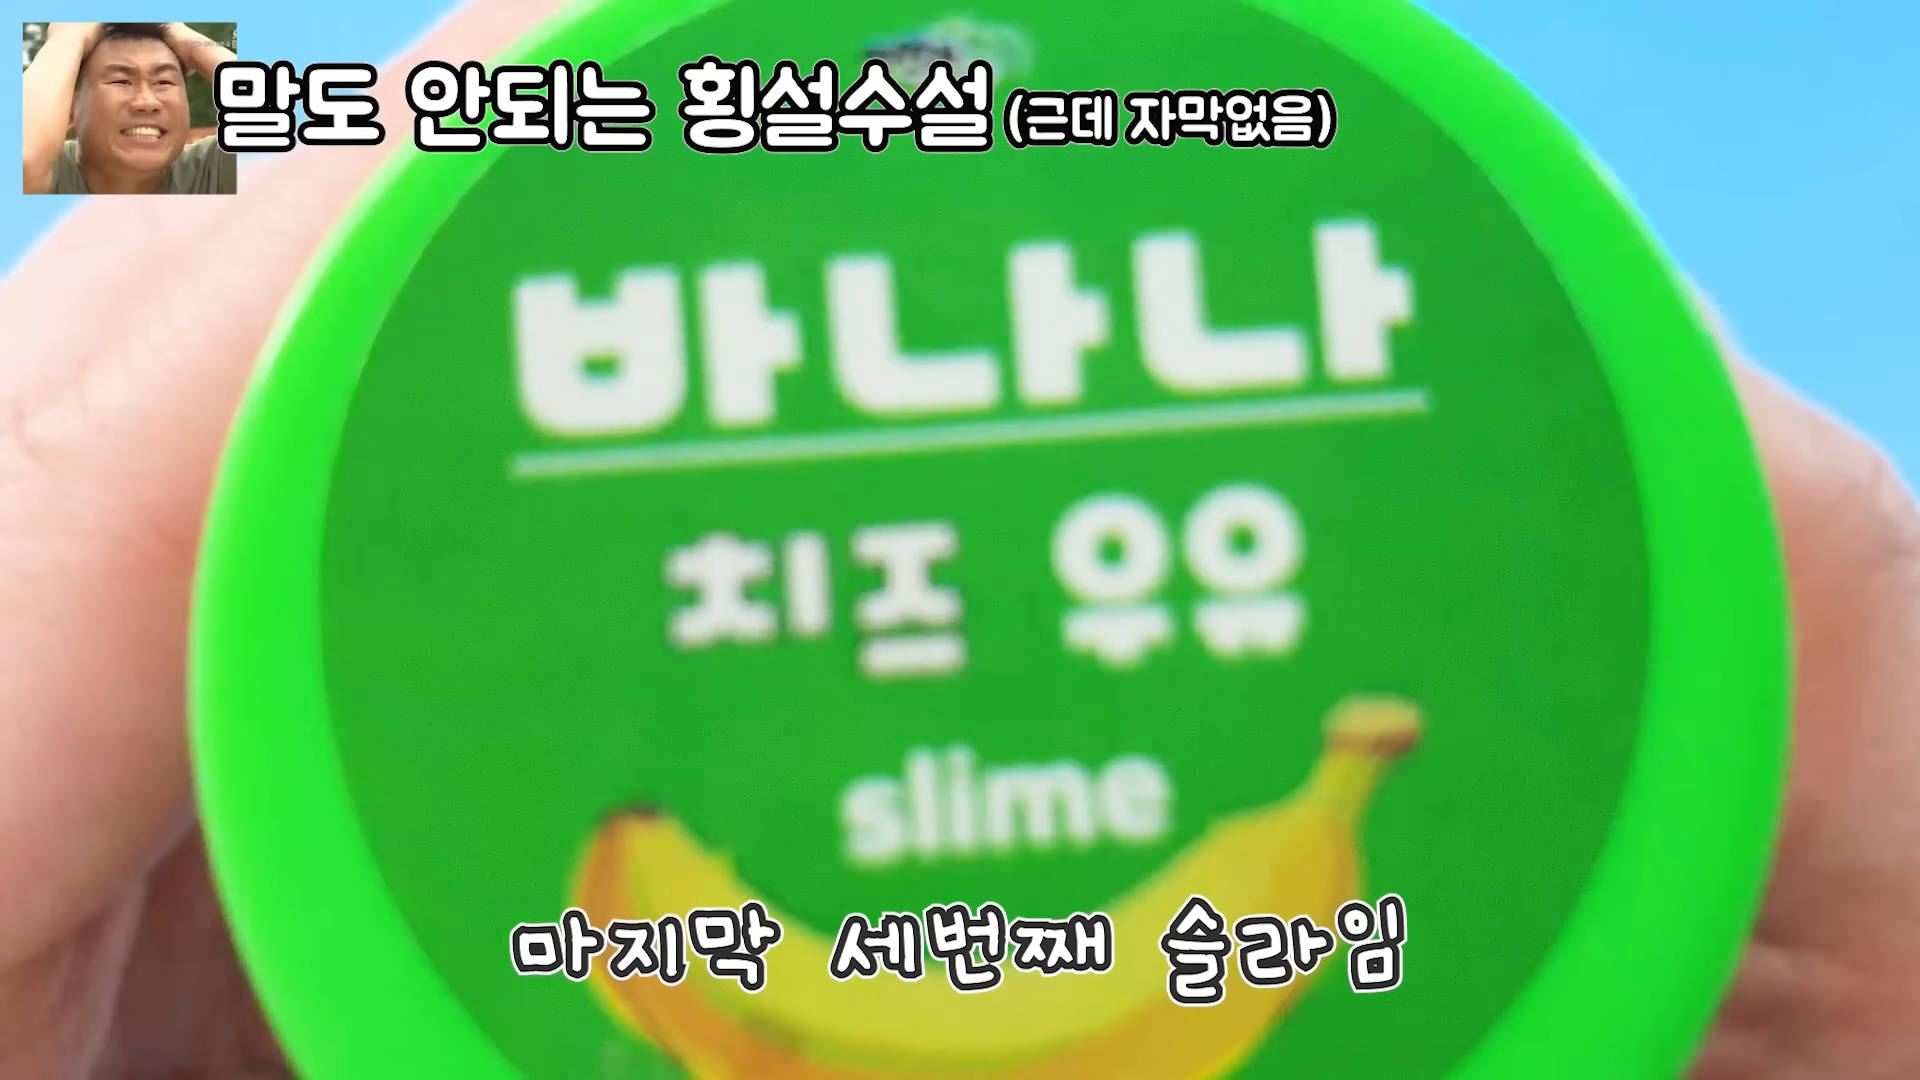 말도 안되는 횡설수설 (근데 자막없음)
바나나
치즈 우유
slime
마지막 세번째 슬라임